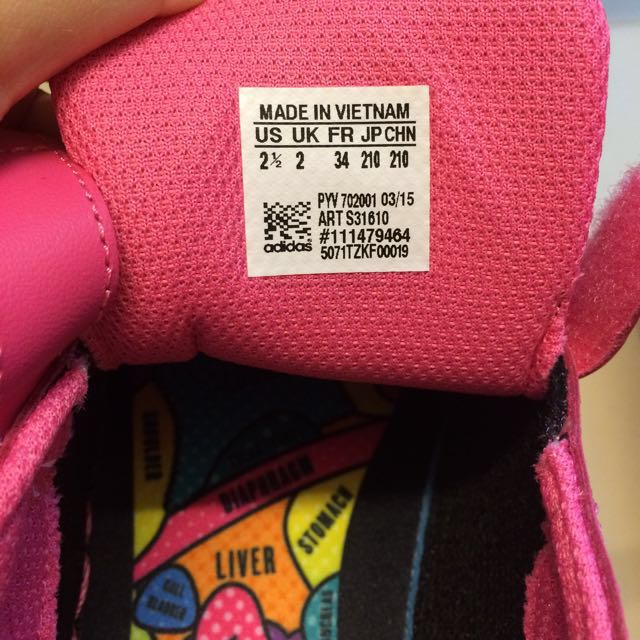 MADE IN VIETNAM
US UK FR JP CHN
2½ 2 34 210 210
PYV 702001 03/15
ART S31610
#111479464
5071TZKF00019
adidas
SHOULDER
DIAPHRAGM
STOMACH
LIVER
GALL
BLADDER